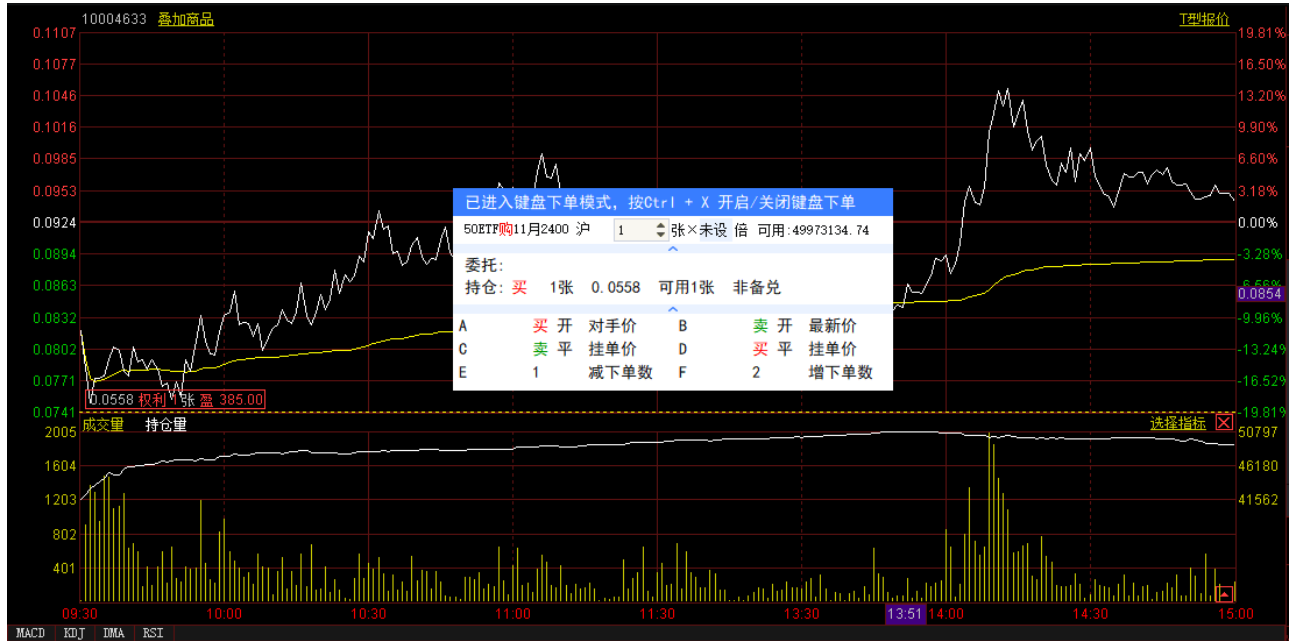 10004633 叠加商品 T型报价
0.1107 19.81%
0.1077 16.50%
0.1046 13.20%
0.1016 9.90%
0.0985 6.60%
0.0953 3.18%
0.0924 0.00%
0.0894 -3.28%
0.0863
0.0854
0.0832 -9.96%
0.0802 -13.24%
0.0771 -16.52%
0.0741 -19.81%
已进入键盘下单模式，按Ctrl + X 开启/关闭键盘下单
50ETF购11月2400 沪 1 张×未设 倍 可用:49973134.74
委托:
持仓: 买 1张 0.0558 可用1张 非备兑
A 买 开 对手价 B 卖 开 最新价
C 卖 平 挂单价 D 买 平 挂单价
E 1 减下单数 F 2 增下单数
0.0558 权利 1张 盈 385.00
成交量 持仓量 选择指标
2005 50797
1604 46180
1203 41562
802
401
09:30 10:00 10:30 11:00 11:30 13:30 13:51 14:00 14:30 15:00
MACD KDJ DMA RSI